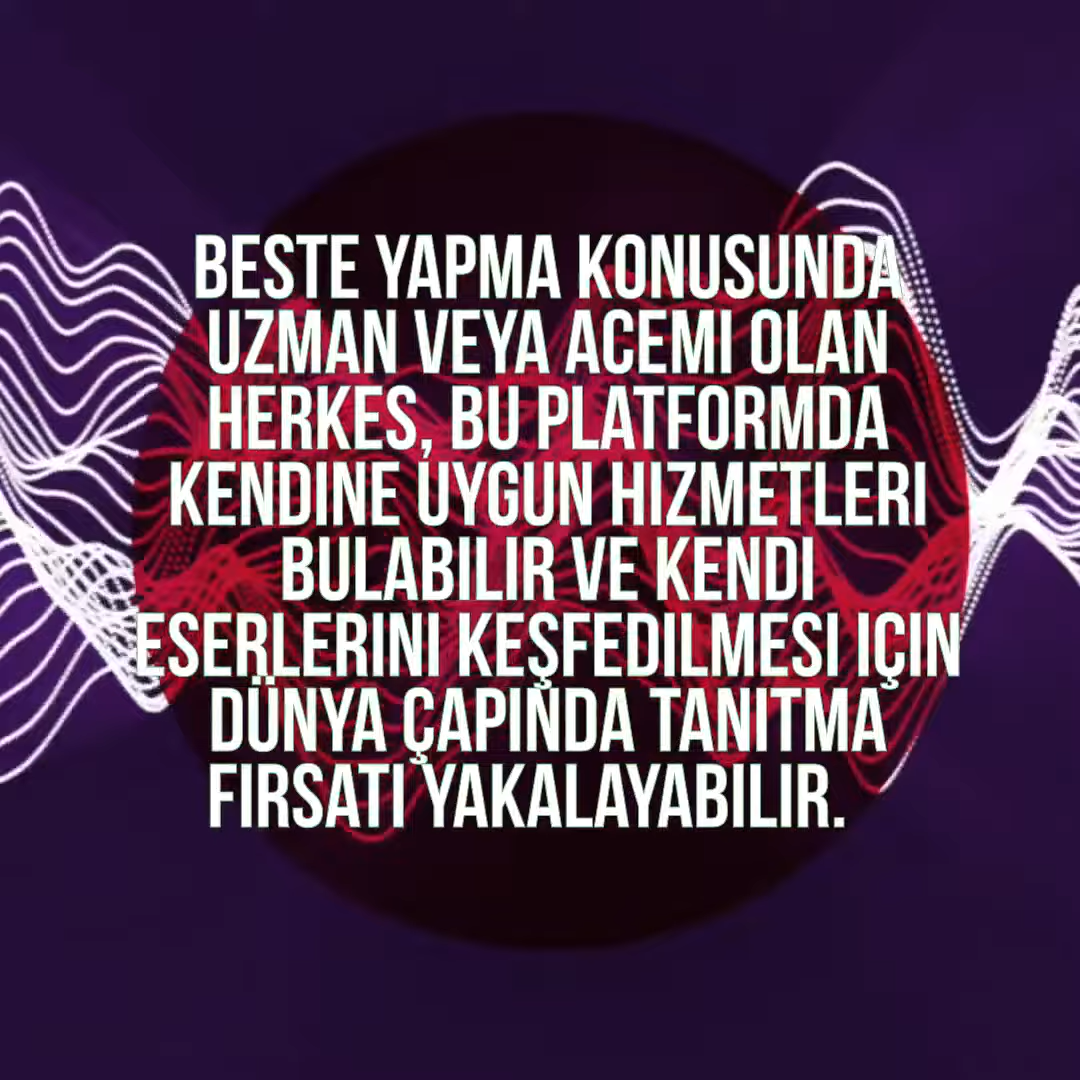 BESTE YAPMA KONUSUNDA
UZMAN VEYA ACEMI OLAN
HERKES, BU PLATFORMDA
KENDINE UYGUN HIZMETLERI
BULABILIR VE KENDI
ESERLERINI KEŞFEDILMESI IÇIN
DÜNYA ÇAPINDA TANITMA
FIRSATI YAKALAYABILIR.